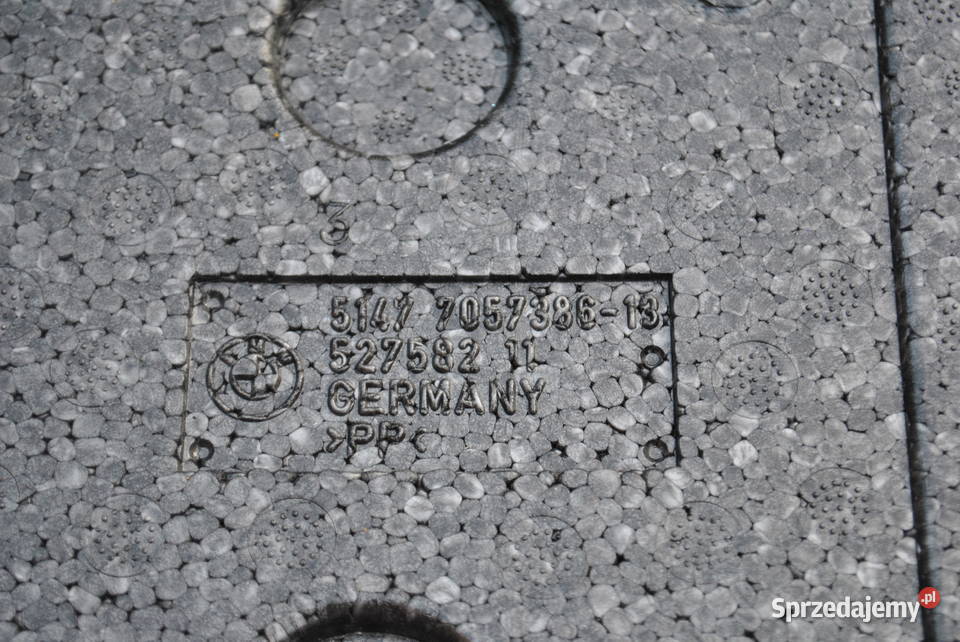 3
5147 7057386-13
527582 11
GERMANY
>PP<
Sprzedajemy.pl